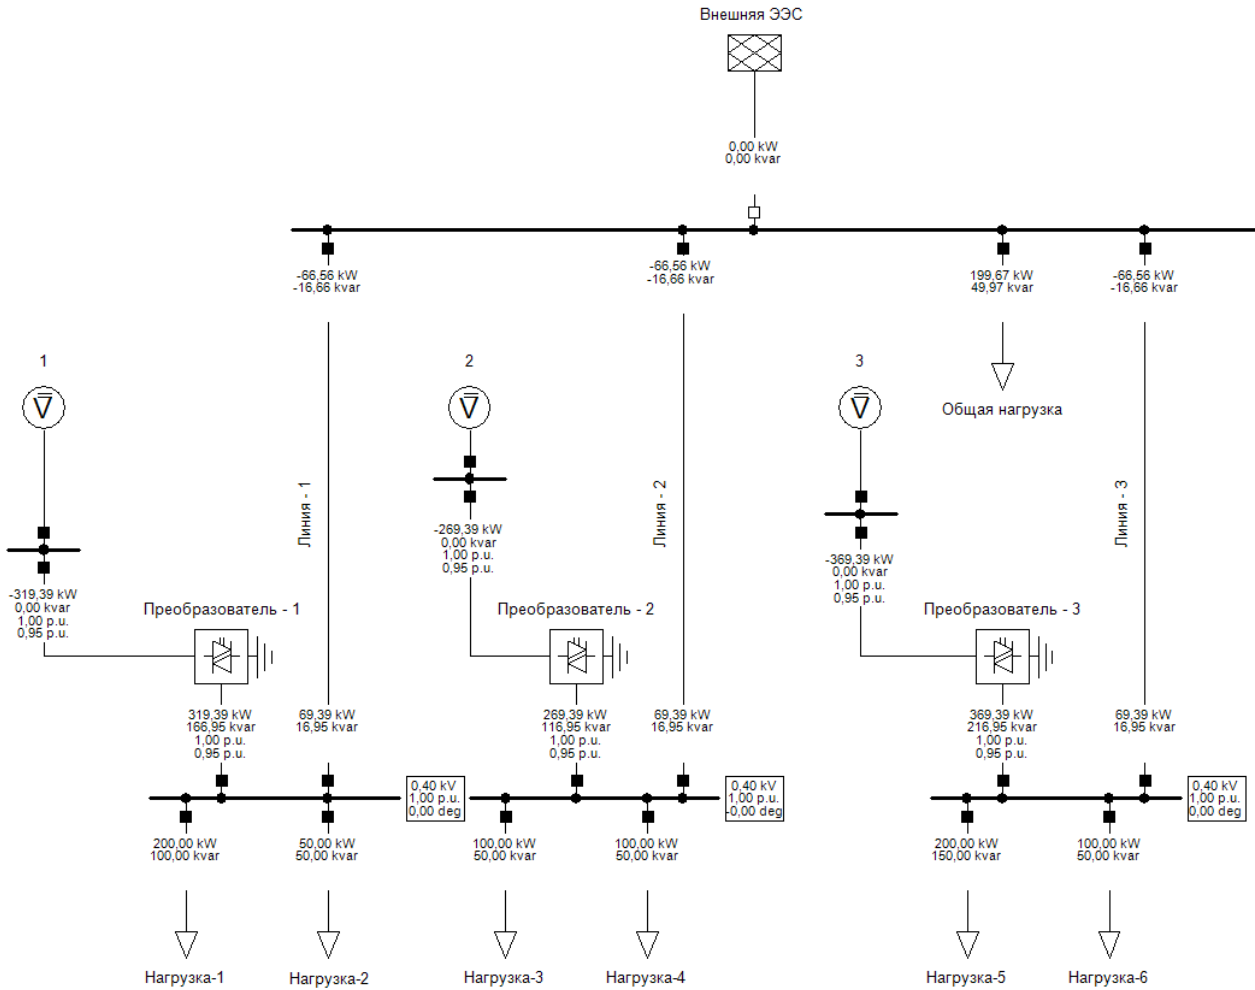 Внешняя ЭЭС
0,00 kW
0,00 kvar
-66,56 kW
-16,66 kvar
-66,56 kW
-16,66 kvar
199,67 kW
49,97 kvar
-66,56 kW
-16,66 kvar
1
2
3
V
V
V
Общая нагрузка
Линия - 1
Линия - 2
Линия - 3
-269,39 kW
0,00 kvar
1,00 p.u.
0,95 p.u.
-369,39 kW
0,00 kvar
1,00 p.u.
0,95 p.u.
-319,39 kW
0,00 kvar
1,00 p.u.
0,95 p.u.
Преобразователь - 1
Преобразователь - 2
Преобразователь - 3
319,39 kW
166,95 kvar
1,00 p.u.
0,95 p.u.
69,39 kW
16,95 kvar
269,39 kW
116,95 kvar
1,00 p.u.
0,95 p.u.
69,39 kW
16,95 kvar
369,39 kW
216,95 kvar
1,00 p.u.
0,95 p.u.
69,39 kW
16,95 kvar
0,40 kV
1,00 p.u.
0,00 deg
0,40 kV
1,00 p.u.
-0,00 deg
0,40 kV
1,00 p.u.
0,00 deg
200,00 kW
100,00 kvar
50,00 kW
50,00 kvar
100,00 kW
50,00 kvar
100,00 kW
50,00 kvar
200,00 kW
150,00 kvar
100,00 kW
50,00 kvar
Нагрузка-1
Нагрузка-2
Нагрузка-3
Нагрузка-4
Нагрузка-5
Нагрузка-6